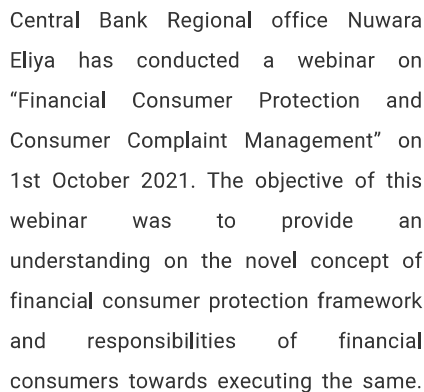 Central Bank Regional office Nuwara
Eliya has conducted a webinar on
“Financial Consumer Protection and
Consumer Complaint Management” on
1st October 2021. The objective of this
webinar was to provide an
understanding on the novel concept of
financial consumer protection framework
and responsibilities of financial
consumers towards executing the same.